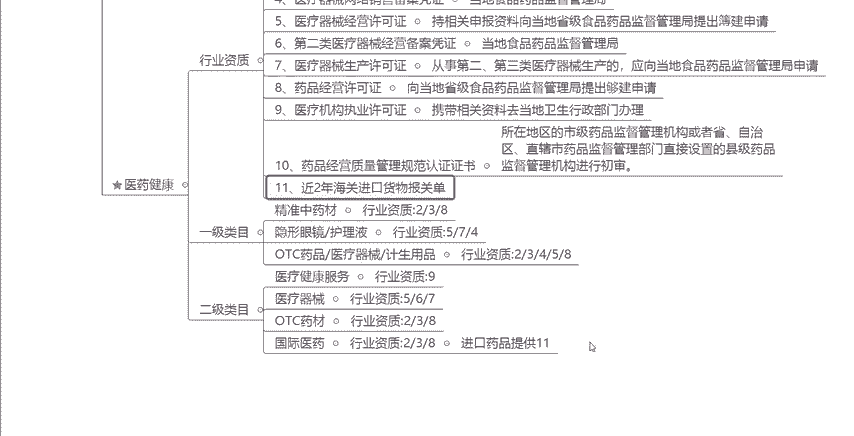 4、医疗器械网络销售备案凭证 当地食品药品监督管理局
5、医疗器械经营许可证 持相关申报资料向当地省级食品药品监督管理局提出簿建申请
6、第二类医疗器械经营备案凭证 当地食品药品监督管理局
行业资质
7、医疗器械生产许可证 从事第二、第三类医疗器械生产的，应向当地食品药品监督管理局申请
8、药品经营许可证 向当地省级食品药品监督管理局提出够建申请
9、医疗机构执业许可证 携带相关资料去当地卫生行政部门办理
所在地区的市级药品监督管理机构或者省、自治
区、直辖市药品监督管理部门直接设置的县级药品
10、药品经营质量管理规范认证证书 监督管理机构进行初审。
★医药健康
11、近2年海关进口货物报关单
精准中药材 行业资质:2/3/8
一级类目
隐形眼镜/护理液 行业资质:5/7/4
OTC药品/医疗器械/计生用品 行业资质:2/3/4/5/8
医疗健康服务 行业资质:9
医疗器械 行业资质:5/6/7
二级类目
OTC药材 行业资质:2/3/8
国际医药 行业资质:2/3/8 进口药品提供11